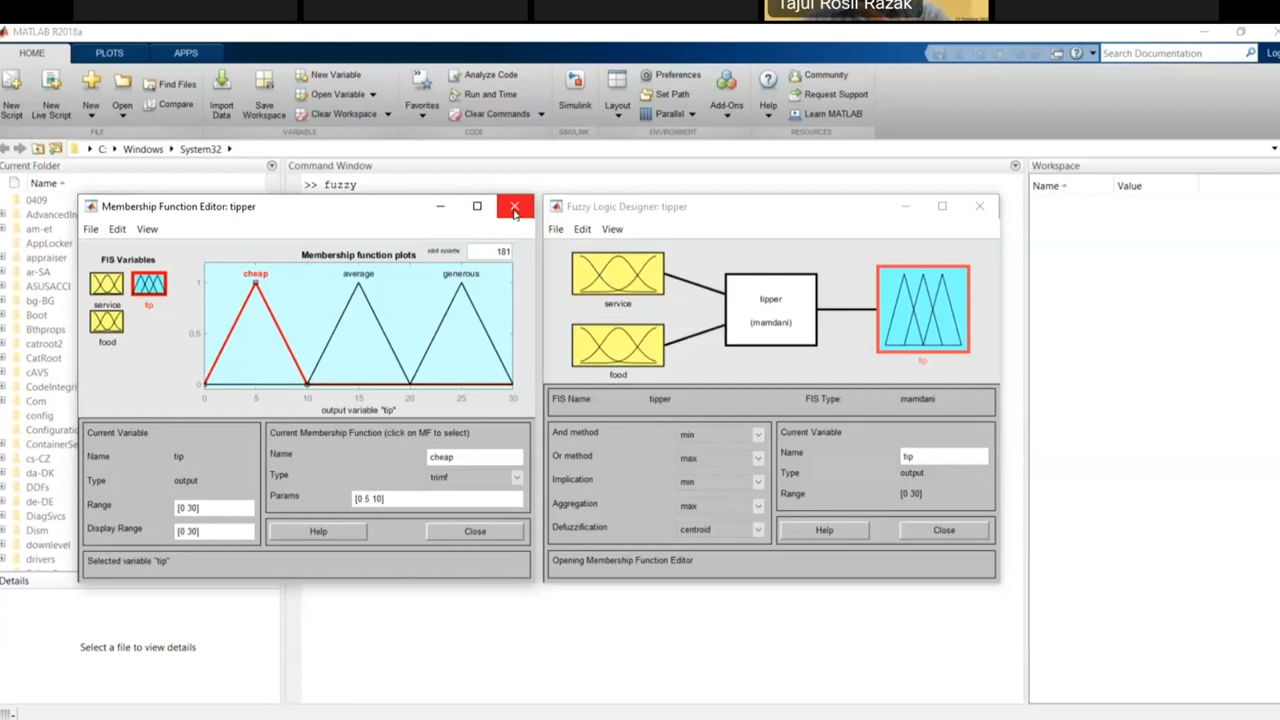 Tajul Rosli Razak
MATLAB R2018a
HOME PLOTS APPS
Search Documentation
New Script
New Live Script
New
Open
Find Files
Compare
Import Data
Save Workspace
New Variable
Open Variable
Clear Workspace
Favorites
Analyze Code
Run and Time
Clear Commands
Simulink
Layout
Preferences
Set Path
Parallel
Add-Ons
Help
Community
Request Support
Learn MATLAB
FILE VARIABLE CODE SIMULINK ENVIRONMENT RESOURCES
C: Windows System32
Current Folder
Name
0409
AdvancedIn
am-et
AppLocker
appraiser
ar-SA
ASUSACCI
bg-BG
Boot
Bthprops
catroot2
CatRoot
cAVS
CodeIntegri
Com
config
Configuratio
ContainerSe
cs-CZ
da-DK
DDFs
de-DE
DiagSvcs
Dism
downlevel
drivers
Details
Select a file to view details
Command Window
>> fuzzy
Workspace
Name Value
Membership Function Editor: tipper
File Edit View
FIS Variables
service
tip
food
Membership function plots
plot points:
181
cheap average generous
1
0.5
0
0 5 10 15 20 25 30
output variable "tip"
Current Variable
Name tip
Type output
Range [0 30]
Display Range [0 30]
Current Membership Function (click on MF to select)
Name cheap
Type trimf
Params [0 5 10]
Help Close
Selected variable "tip"
Fuzzy Logic Designer: tipper
File Edit View
service
food
tipper
(mamdani)
tip
FIS Name: tipper FIS Type: mamdani
And method min
Or method max
Implication min
Aggregation max
Defuzzification centroid
Current Variable
Name tip
Type output
Range [0 30]
Help Close
Opening Membership Function Editor